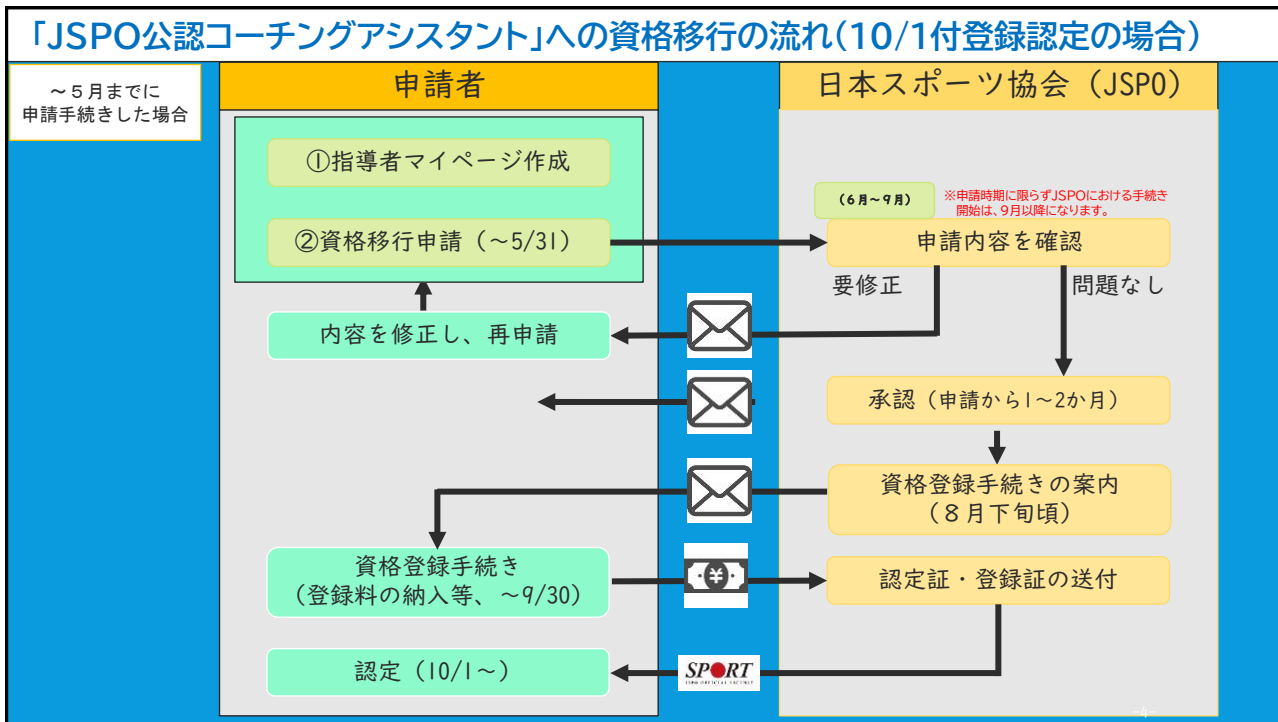 「JSPO公認コーチングアシスタント」への資格移行の流れ(10/1付登録認定の場合)
～5月までに
申請手続きした場合
申請者
日本スポーツ協会（JSPO）
①指導者マイページ作成
②資格移行申請（～5/31）
（6月～9月）
※申請時期に限らずJSPOにおける手続き
開始は、9月以降になります。
申請内容を確認
要修正
問題なし
内容を修正し、再申請
承認（申請から1～2か月）
資格登録手続きの案内
（8月下旬頃）
資格登録手続き
（登録料の納入等、～9/30）
認定証・登録証の送付
認定（10/1～）
SPORT
-4-